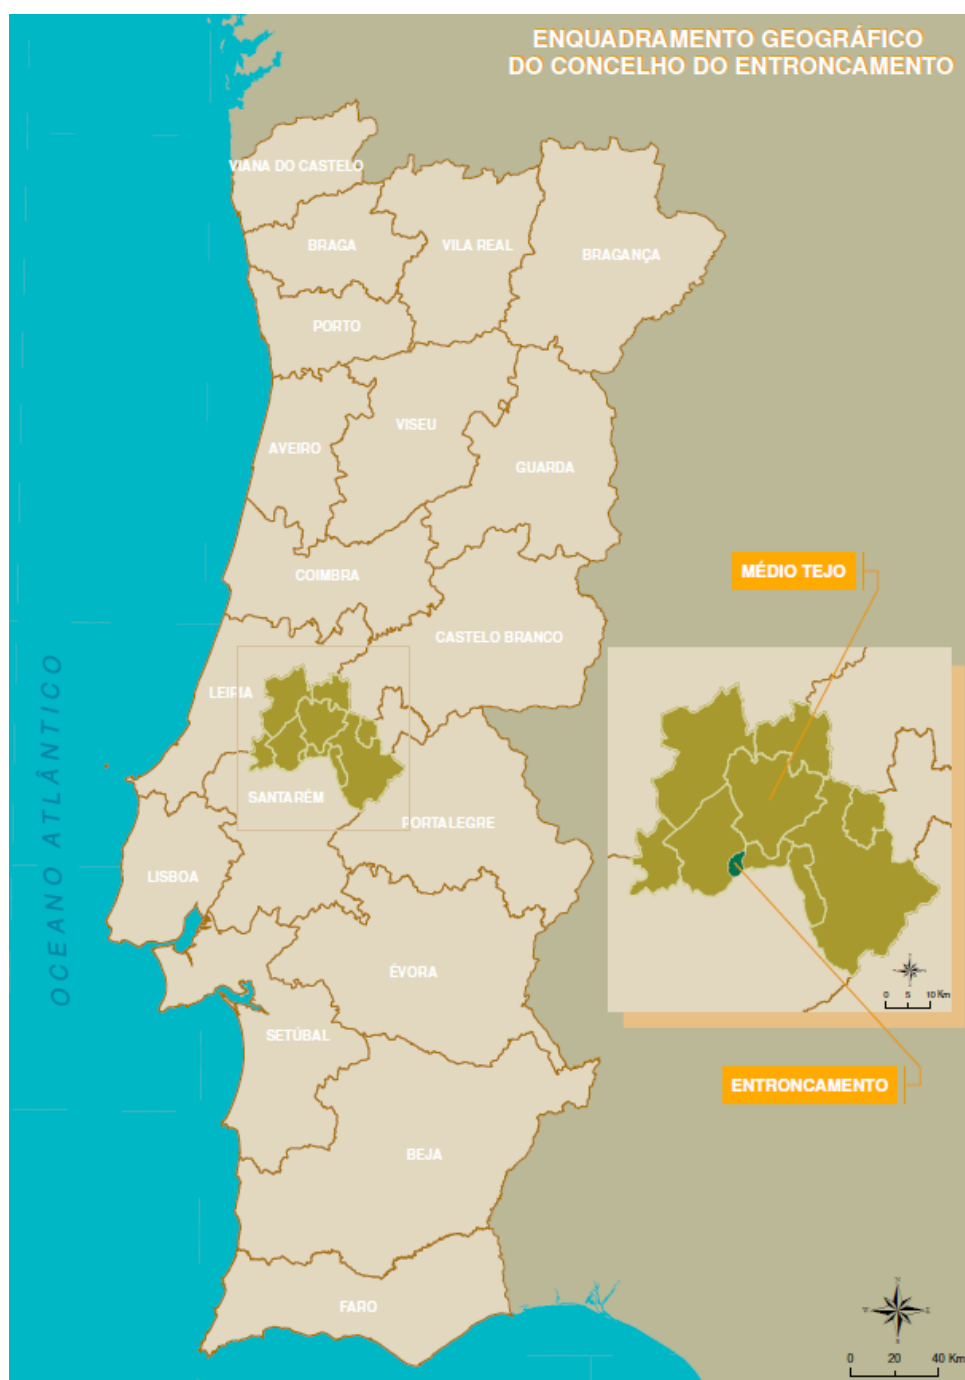 ENQUADRAMENTO GEOGRÁFICO
DO CONCELHO DO ENTRONCAMENTO
VIANA DO CASTELO
BRAGA
VILA REAL
BRAGANÇA
PORTO
AVEIRO
VISEU
GUARDA
COIMBRA
MÉDIO TEJO
CASTELO BRANCO
LEIRIA
OCEANO ATLÂNTICO
SANTARÉM
PORTALEGRE
LISBOA
ÉVORA
0 5 10 Km
SETÚBAL
ENTRONCAMENTO
BEJA
FARO
N
S
0 20 40 Km